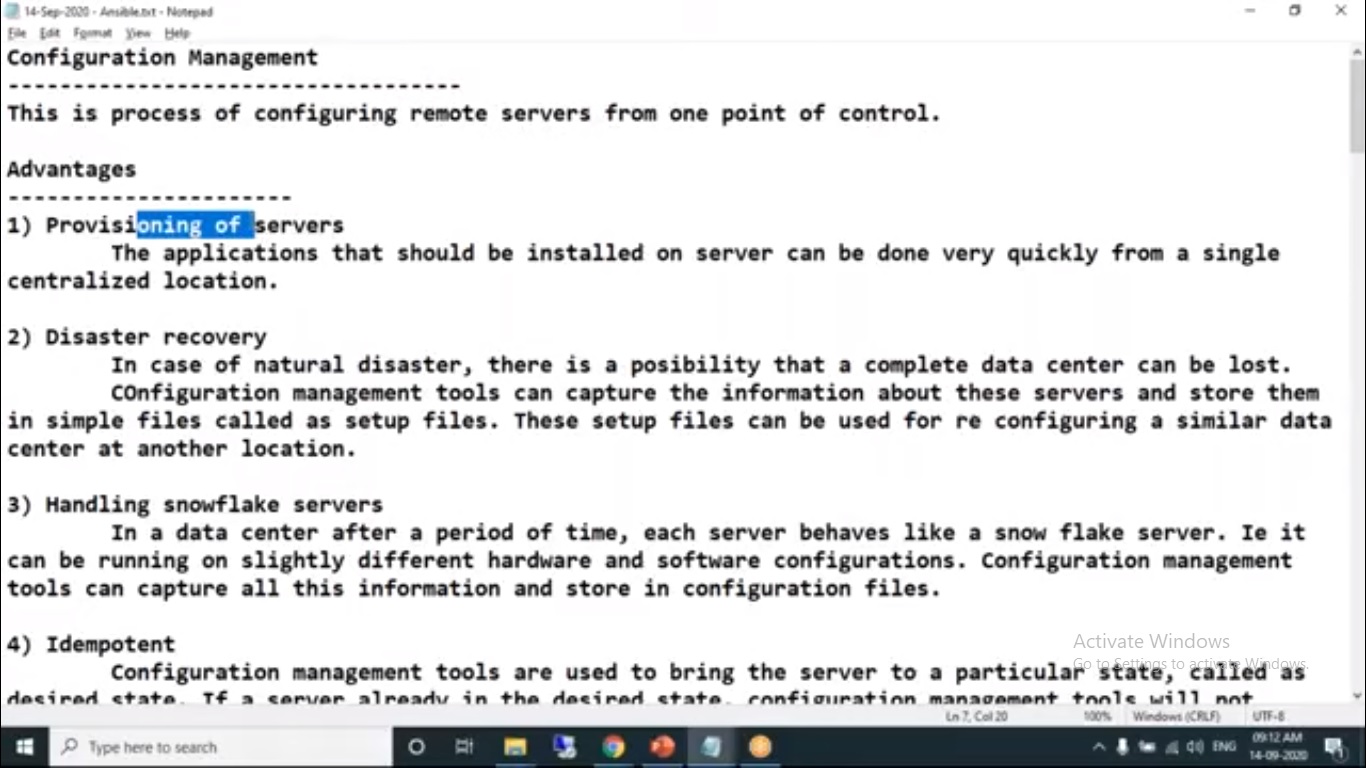 14-Sep-2020 - Ansible.txt - Notepad
File Edit Format View Help
Configuration Management
-----------------------------------
This is process of configuring remote servers from one point of control.
Advantages
----------------------
1) Provisioning of servers
The applications that should be installed on server can be done very quickly from a single
centralized location.
2) Disaster recovery
In case of natural disaster, there is a posibility that a complete data center can be lost.
COnfiguration management tools can capture the information about these servers and store them
in simple files called as setup files. These setup files can be used for re configuring a similar data
center at another location.
3) Handling snowflake servers
In a data center after a period of time, each server behaves like a snow flake server. Ie it
can be running on slightly different hardware and software configurations. Configuration management
tools can capture all this information and store in configuration files.
4) Idempotent
Configuration management tools are used to bring the server to a particular state, called as
desired state. If a server already in the desired state, configuration management tools will not
Activate Windows
Go to Settings to activate Windows.
Ln 7, Col 20 100% Windows (CRLF) UTF-8
Type here to search
ENG
09:12 AM
14-09-2020
1